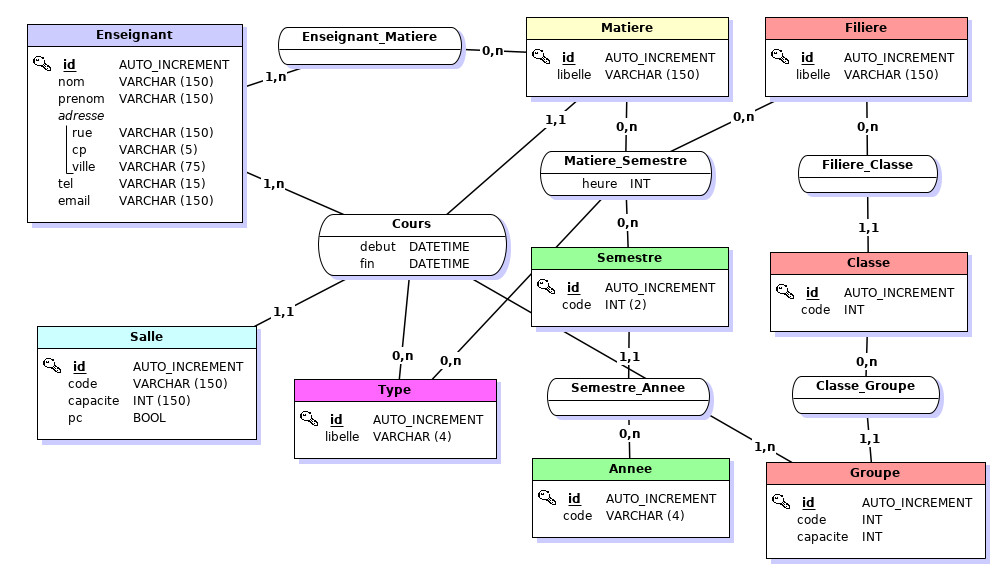 Enseignant
id AUTO_INCREMENT
nom VARCHAR (150)
prenom VARCHAR (150)
adresse
rue VARCHAR (150)
cp VARCHAR (5)
ville VARCHAR (75)
tel VARCHAR (15)
email VARCHAR (150)
Enseignant_Matiere
1,n
0,n
Matiere
id AUTO_INCREMENT
libelle VARCHAR (150)
Filiere
id AUTO_INCREMENT
libelle VARCHAR (150)
1,1
0,n
0,n
0,n
Matiere_Semestre
heure INT
Filiere_Classe
1,n
Cours
debut DATETIME
fin DATETIME
0,n
1,1
Semestre
id AUTO_INCREMENT
code INT (2)
Classe
id AUTO_INCREMENT
code INT
1,1
Salle
id AUTO_INCREMENT
code VARCHAR (150)
capacite INT (150)
pc BOOL
0,n
0,n
1,1
0,n
Type
id AUTO_INCREMENT
libelle VARCHAR (4)
Semestre_Annee
Classe_Groupe
0,n
1,n
1,1
Annee
id AUTO_INCREMENT
code VARCHAR (4)
Groupe
id AUTO_INCREMENT
code INT
capacite INT